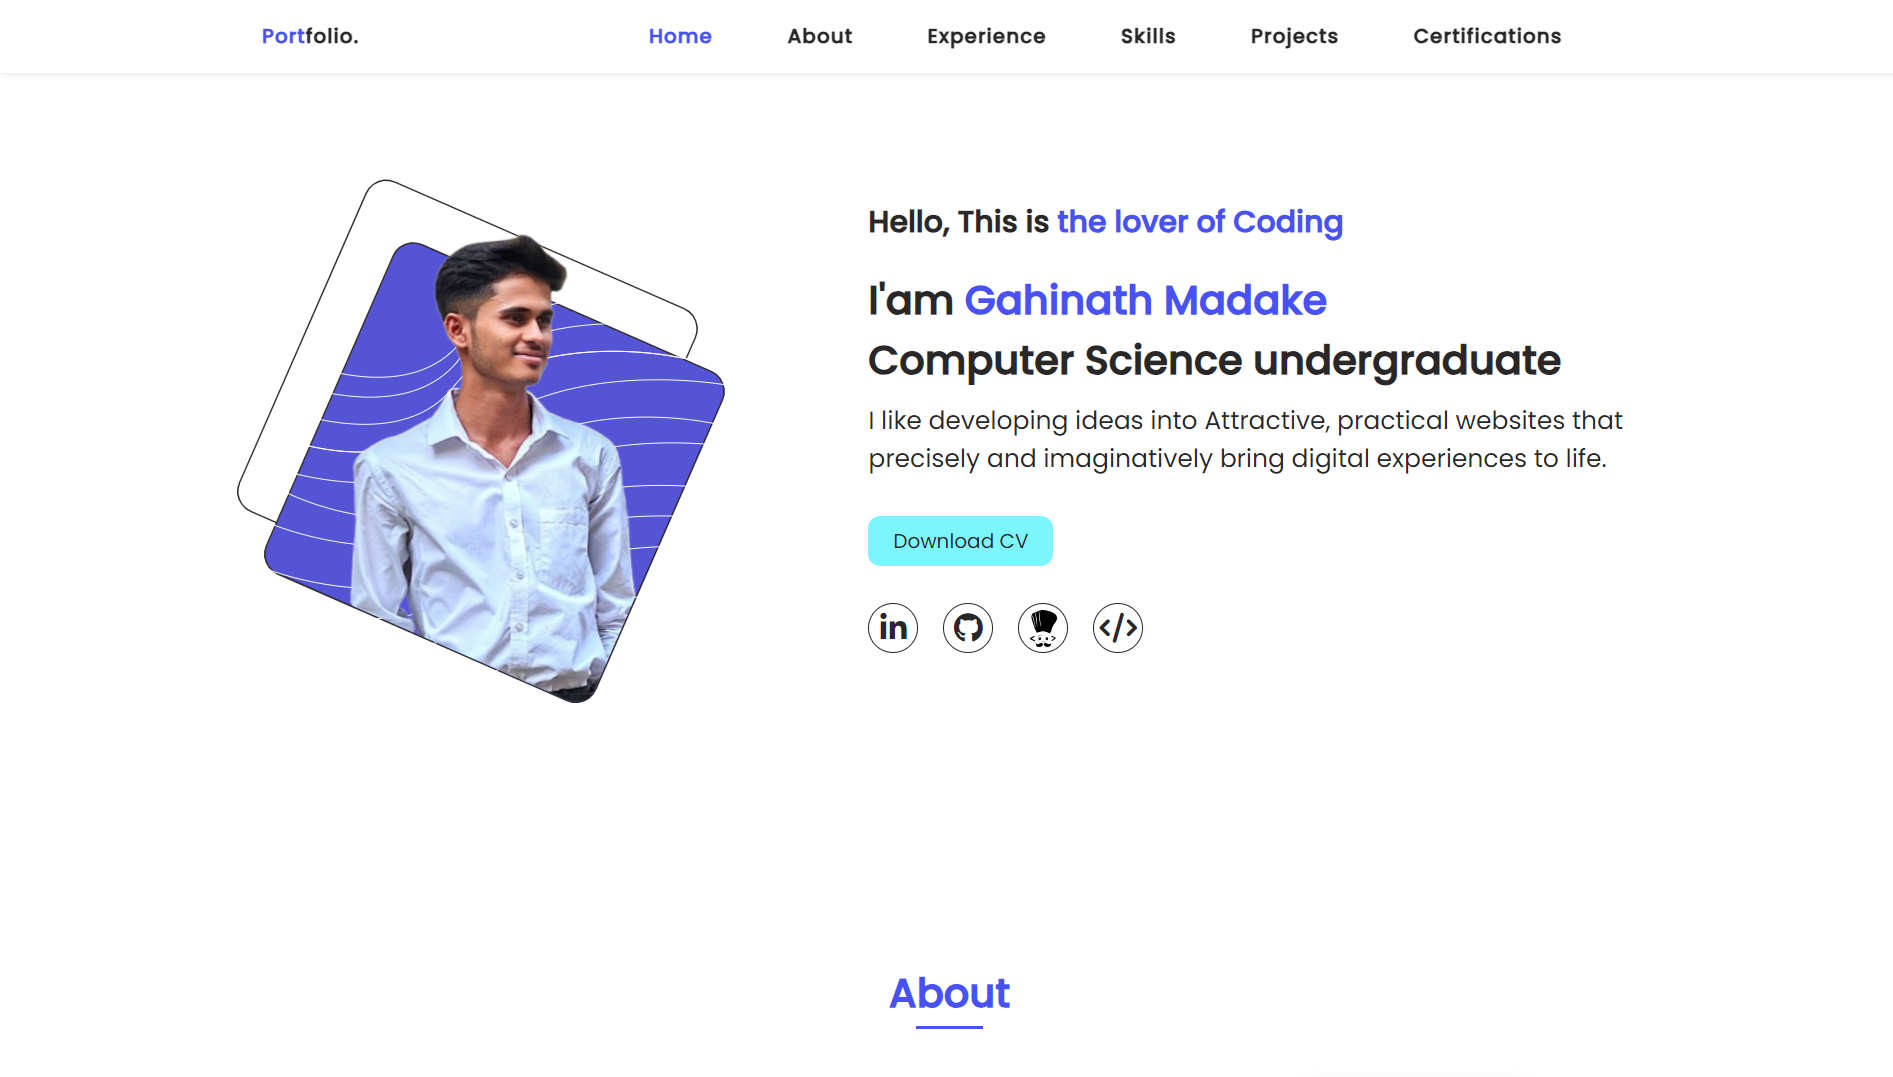 Portfolio.
Home About Experience Skills Projects Certifications
Hello, This is the lover of Coding
I'am Gahinath Madake
Computer Science undergraduate
I like developing ideas into Attractive, practical websites that
precisely and imaginatively bring digital experiences to life.
Download CV
in
</>
About